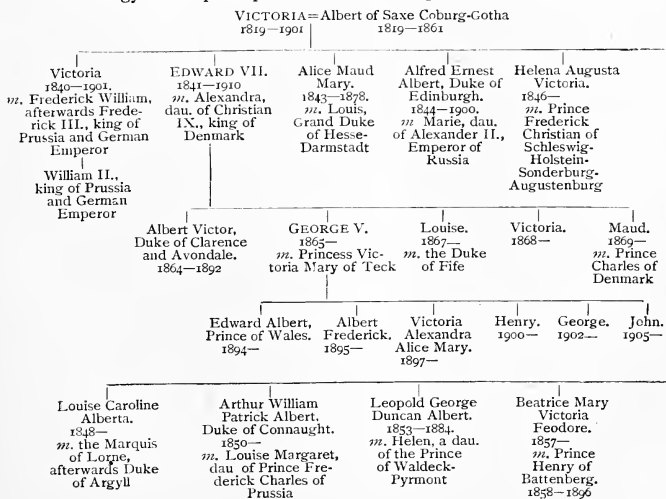 VICTORIA=Albert of Saxe Coburg-Gotha
1819–1901 1819–1861
Victoria
1840–1901.
m. Frederick William,
afterwards Frede-
rick III., king of
Prussia and German
Emperor
William II.,
king of Prussia
and German
Emperor
EDWARD VII.
1841–1910
m. Alexandra,
dau. of Christian
IX., king of
Denmark
Alice Maud
Mary.
1843–1878.
m. Louis,
Grand Duke
of Hesse-
Darmstadt
Alfred Ernest
Albert, Duke of
Edinburgh.
1844–1900.
m Marie, dau.
of Alexander II.,
Emperor of
Russia
Helena Augusta
Victoria.
1846–
m. Prince
Frederick
Christian of
Schleswig-
Holstein-
Sonderburg-
Augustenburg
Albert Victor,
Duke of Clarence
and Avondale.
1864–1892
GEORGE V.
1865–
m. Princess Vic-
toria Mary of Teck
Louise.
1867–
m. the Duke
of Fife
Victoria.
1868–
Maud.
1869–
m. Prince
Charles of
Denmark
Edward Albert,
Prince of Wales.
1894–
Albert
Frederick.
1895–
Victoria
Alexandra
Alice Mary.
1897–
Henry.
1900–
George.
1902–
John.
1905–
Louise Caroline
Alberta.
1848–
m. the Marquis
of Lorne,
afterwards Duke
of Argyll
Arthur William
Patrick Albert,
Duke of Connaught.
1850–
m. Louise Margaret,
dau of Prince Fre-
derick Charles of
Prussia
Leopold George
Duncan Albert.
1853–1884.
m. Helen, a dau.
of the Prince
of Waldeck-
Pyrmont
Beatrice Mary
Victoria
Feodore.
1857–
m. Prince
Henry of
Battenberg.
1858–1896